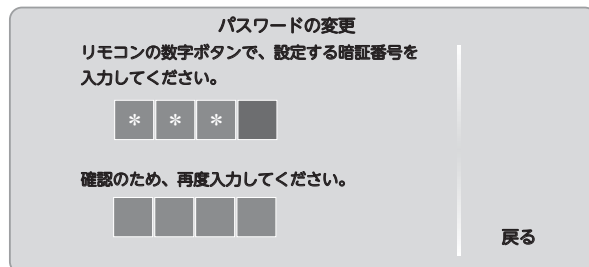 パスワードの変更
リモコンの数字ボタンで、設定する暗証番号を
入力してください。
* * *
確認のため、再度入力してください。
戻る